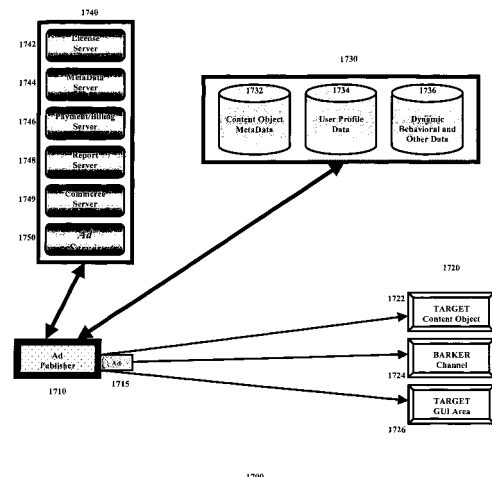 1740
1742
License
Server
1744
MetaData
Server
1746
Payment/Billing
Server
1748
Report
Server
1749
Commerce
Server
1750
Ad
1730
1732
Content Object
MetaData
1734
User Profile
Data
1736
Dynamic
Behavioral and
Other Data
1720
1722
TARGET
Content Object
BARKER
Channel
1724
TARGET
GUI Area
1726
Ad
Publisher
1710
Ad
1715
1700